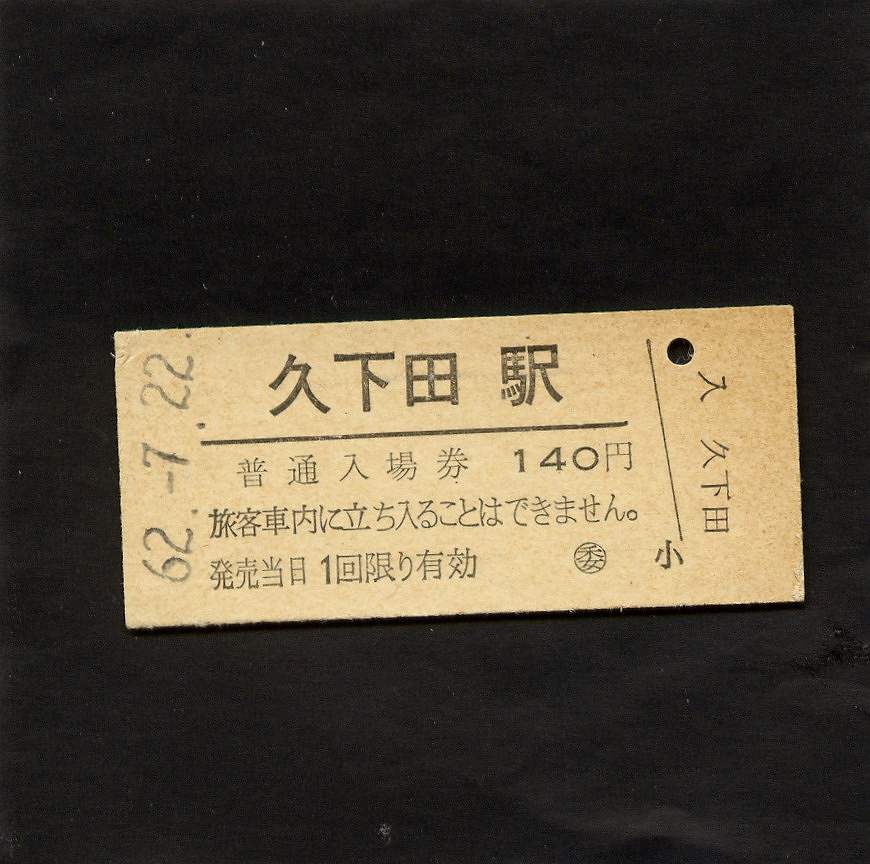 62.-7.22.
久下田 駅
普通入場券 140円
旅客車内に立ち入ることはできません。
発売当日1回限り有効 ㊝委
小
入 久下田